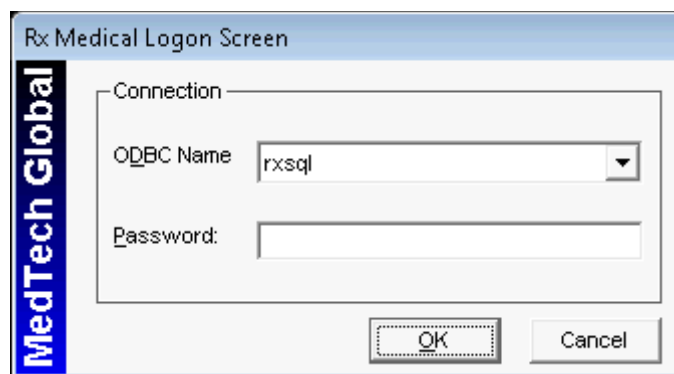 Rx Medical Logon Screen
MedTech Global
Connection
ODBC Name
rxsql
Password:
OK
Cancel